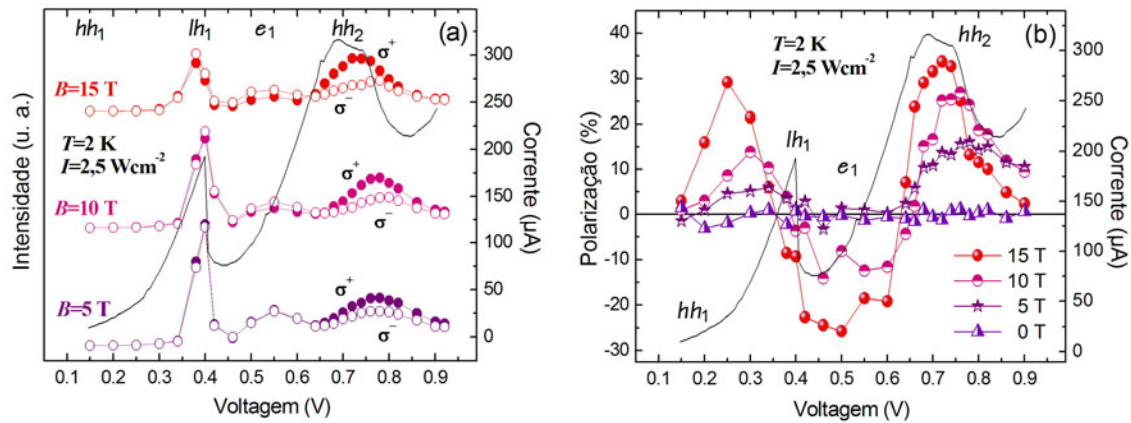 hh₁ lh₁ e₁ hh₂ (a)
σ⁺
B=15 T
σ⁻
T=2 K
I=2,5 Wcm⁻²
σ⁺
B=10 T
σ⁻
σ⁺
B=5 T
σ⁻
Intensidade (u. a.)
300
250
200
150
100
50
0
Corrente (μA)
0.1 0.2 0.3 0.4 0.5 0.6 0.7 0.8 0.9
Voltagem (V)
(b)
T=2 K
I=2,5 Wcm⁻²
hh₂
lh₁
e₁
hh₁
15 T
10 T
5 T
0 T
Polarização (%)
40
30
20
10
0
-10
-20
-30
300
250
200
150
100
50
0
Corrente (μA)
0.1 0.2 0.3 0.4 0.5 0.6 0.7 0.8 0.9
Voltagem (V)